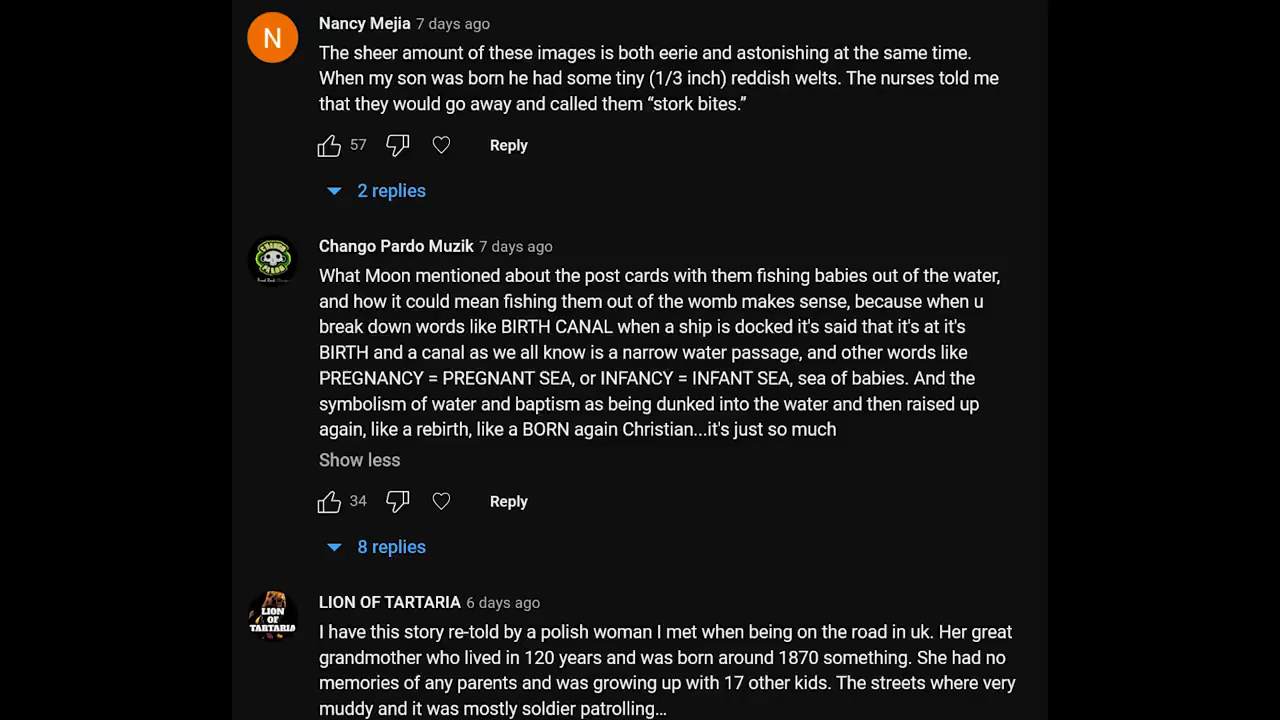 N
Nancy Mejia 7 days ago
The sheer amount of these images is both eerie and astonishing at the same time.
When my son was born he had some tiny (1/3 inch) reddish welts. The nurses told me
that they would go away and called them “stork bites.”
57 Reply
2 replies
CHANGO
PARDO
Chango Pardo Muzik 7 days ago
What Moon mentioned about the post cards with them fishing babies out of the water,
and how it could mean fishing them out of the womb makes sense, because when u
break down words like BIRTH CANAL when a ship is docked it's said that it's at it's
BIRTH and a canal as we all know is a narrow water passage, and other words like
PREGNANCY = PREGNANT SEA, or INFANCY = INFANT SEA, sea of babies. And the
symbolism of water and baptism as being dunked into the water and then raised up
again, like a rebirth, like a BORN again Christian...it's just so much
Show less
34 Reply
8 replies
LION
OF
TARTARIA
LION OF TARTARIA 6 days ago
I have this story re-told by a polish woman I met when being on the road in uk. Her great
grandmother who lived in 120 years and was born around 1870 something. She had no
memories of any parents and was growing up with 17 other kids. The streets where very
muddy and it was mostly soldier patrolling...